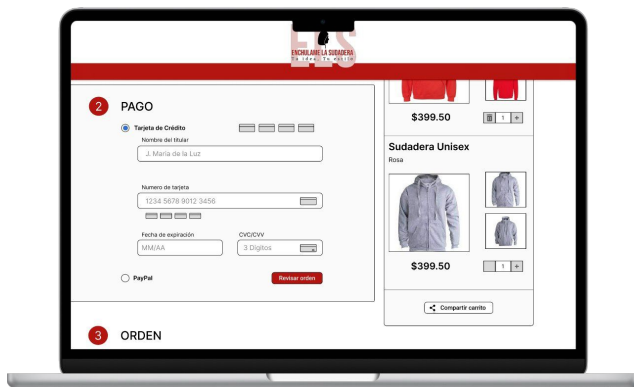 ENCHULAME LA SUDADERA
Tu idea, Tu estilo
2 PAGO
Tarjeta de Crédito
Nombre del titular
J. María de la Luz
Numero de tarjeta
1234 5678 9012 3456
Fecha de expiración CVC/CVV
MM/AA 3 Dígitos
PayPal Revisar orden
3 ORDEN
$399.50 1 +
Sudadera Unisex
Rosa
$399.50 1 +
Compartir carrito